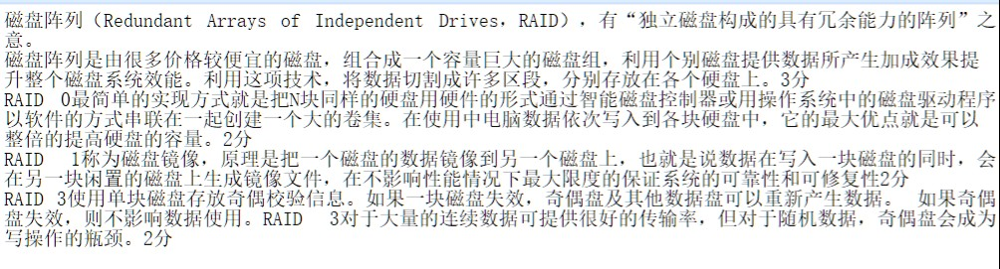 磁盘阵列（Redundant Arrays of Independent Drives，RAID），有“独立磁盘构成的具有冗余能力的阵列”之
意。
磁盘阵列是由很多价格较便宜的磁盘，组合成一个容量巨大的磁盘组，利用个别磁盘提供数据所产生加成效果提
升整个磁盘系统效能。利用这项技术，将数据切割成许多区段，分别存放在各个硬盘上。3分
RAID 0最简单的实现方式就是把N块同样的硬盘用硬件的形式通过智能磁盘控制器或用操作系统中的磁盘驱动程序
以软件的方式串联在一起创建一个大的卷集。在使用中电脑数据依次写入到各块硬盘中，它的最大优点就是可以
整倍的提高硬盘的容量。2分
RAID 1称为磁盘镜像，原理是把一个磁盘的数据镜像到另一个磁盘上，也就是说数据在写入一块磁盘的同时，会
在另一块闲置的磁盘上生成镜像文件，在不影响性能情况下最大限度的保证系统的可靠性和可修复性2分
RAID 3使用单块磁盘存放奇偶校验信息。如果一块磁盘失效，奇偶盘及其他数据盘可以重新产生数据。 如果奇偶
盘失效，则不影响数据使用。RAID 3对于大量的连续数据可提供很好的传输率，但对于随机数据，奇偶盘会成为
写操作的瓶颈。2分